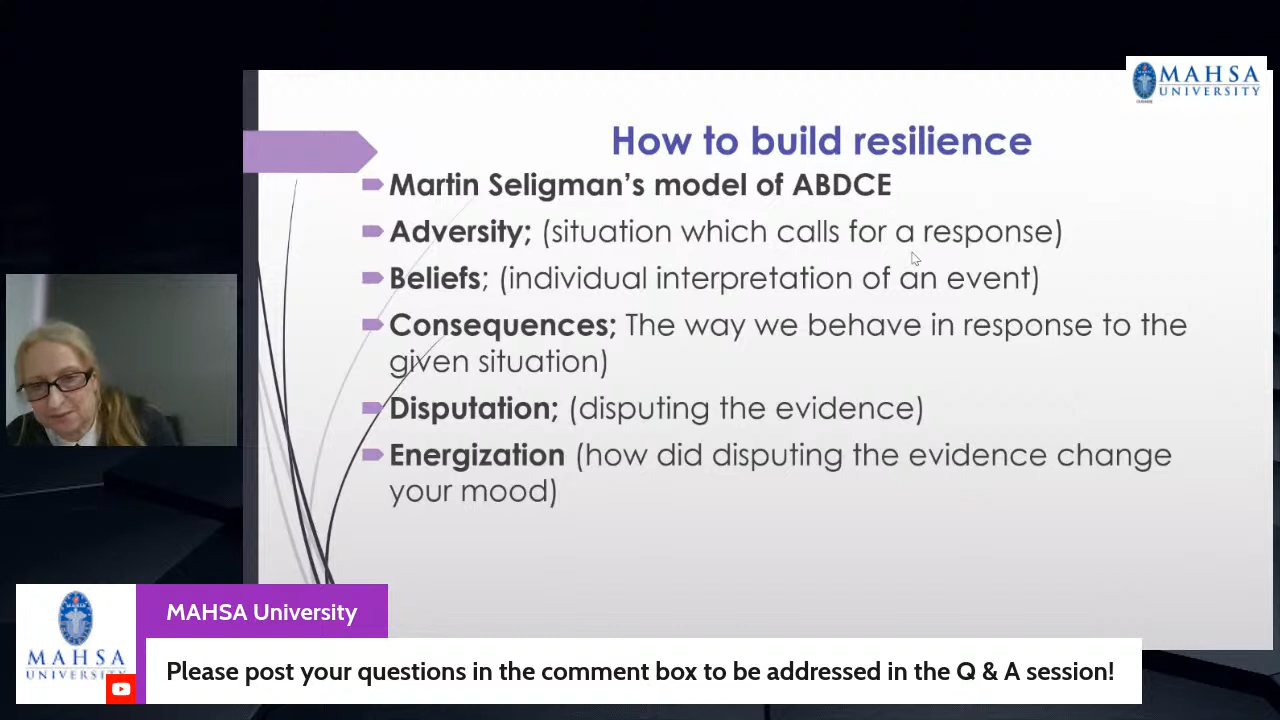 MAHSA
UNIVERSITY
How to build resilience
Martin Seligman's model of ABDCE
Adversity; (situation which calls for a response)
Beliefs; (individual interpretation of an event)
Consequences; The way we behave in response to the
given situation)
Disputation; (disputing the evidence)
Energization (how did disputing the evidence change
your mood)
MAHSA
UNIVERSITY
MAHSA University
Please post your questions in the comment box to be addressed in the Q & A session!